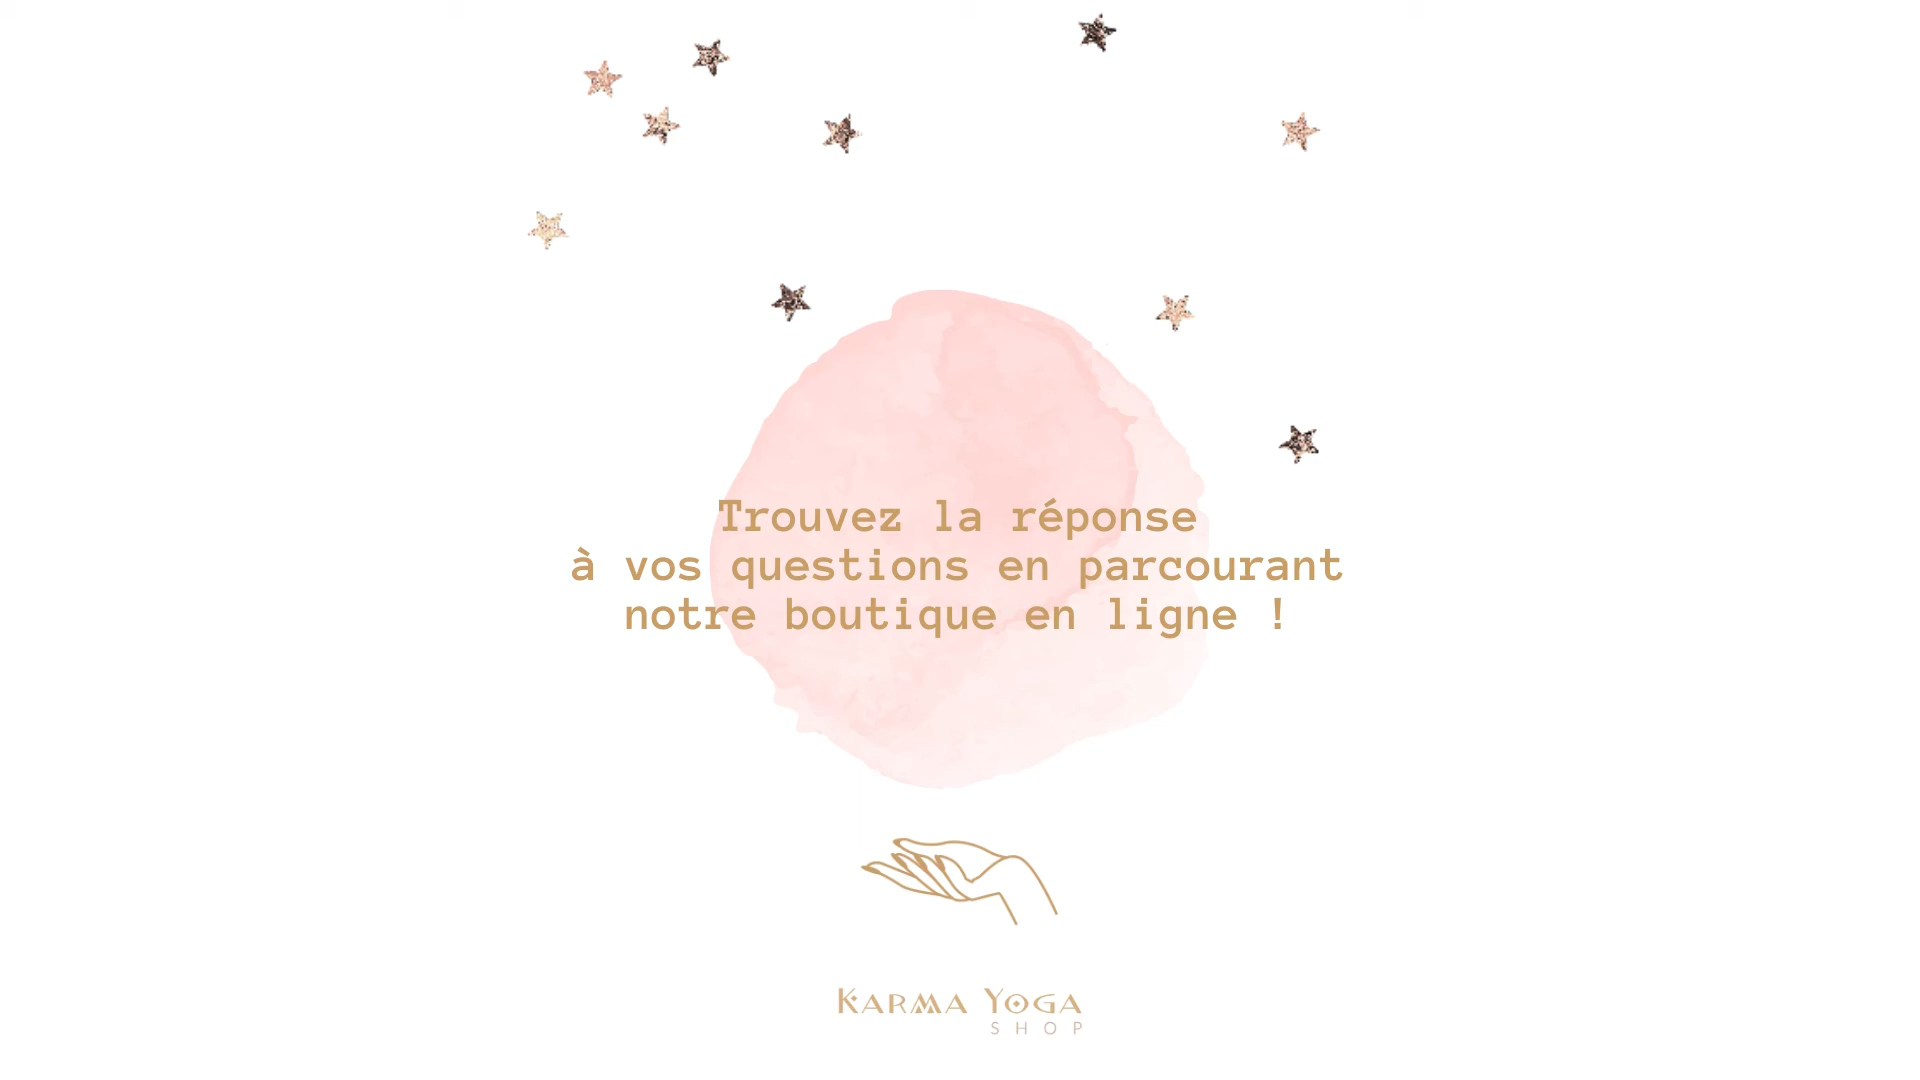 Trouvez la réponse
à vos questions en parcourant
notre boutique en ligne !
KARMA YOGA
SHOP